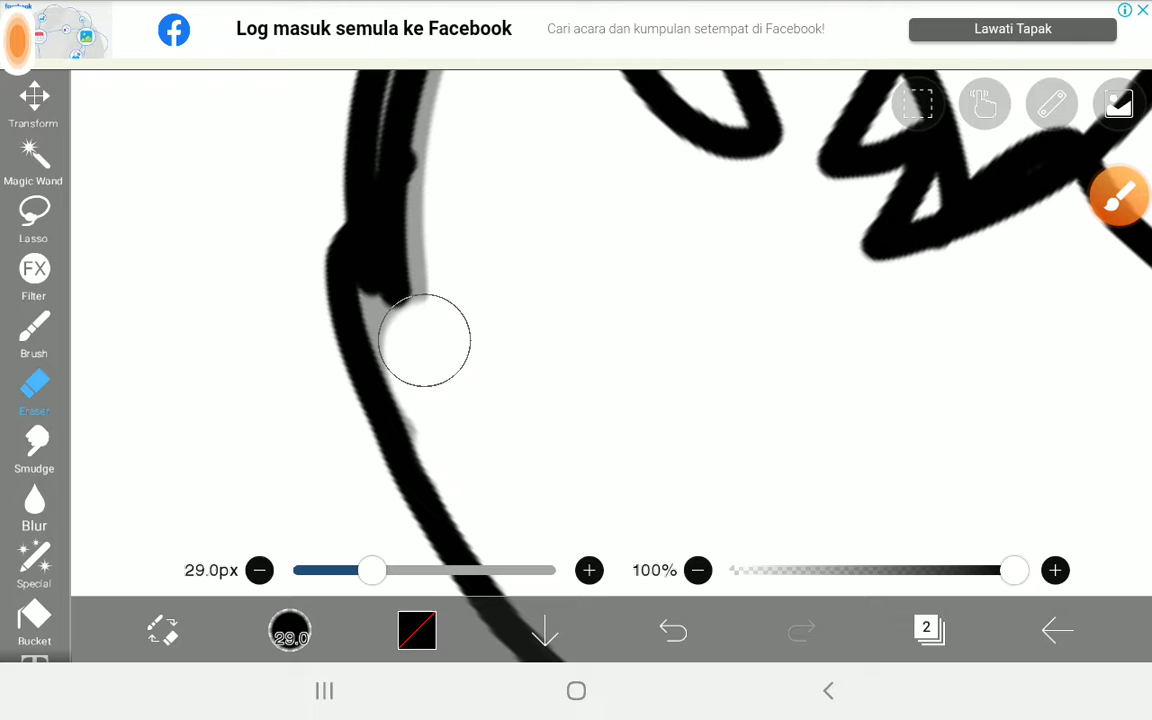 facebook
Log masuk semula ke Facebook
Cari acara dan kumpulan setempat di Facebook!
Lawati Tapak
Transform
Magic Wand
Lasso
FX
Filter
Brush
Eraser
Smudge
Blur
Special
Bucket
T
29.0px
100%
29.0
2